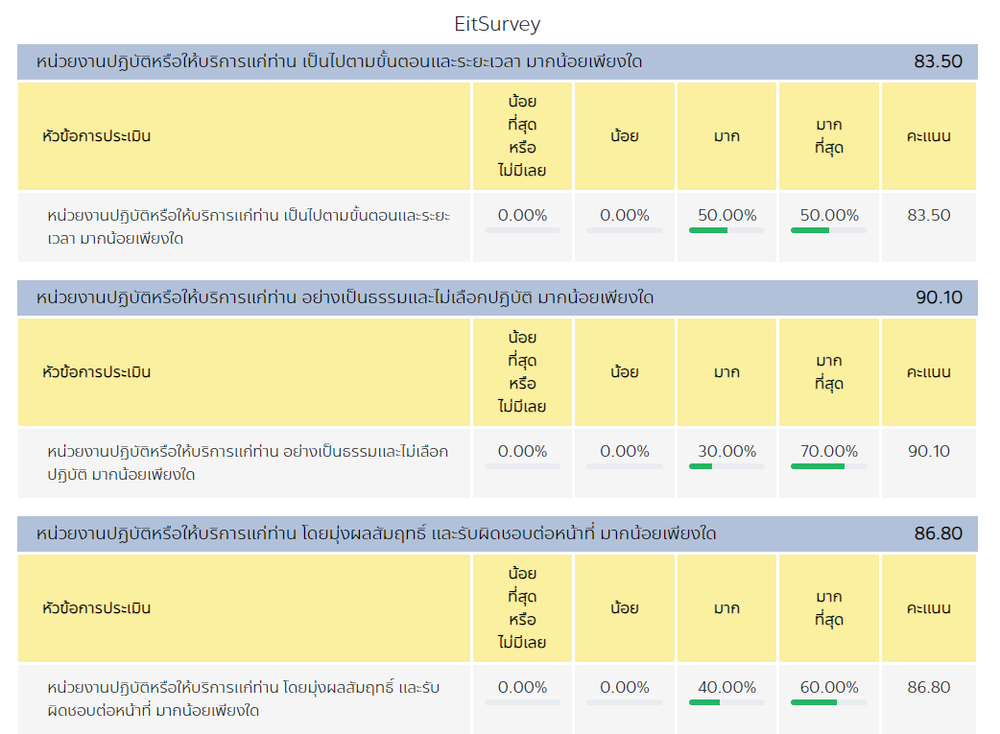 EitSurvey
หน่วยงานปฏิบัติหรือให้บริการแก่ท่าน เป็นไปตามขั้นตอนและระยะเวลา มากน้อยเพียงใด 83.50
หัวข้อการประเมิน
น้อย
ที่สุด
หรือ
ไม่มีเลย
น้อย
มาก
มาก
ที่สุด
คะแนน
หน่วยงานปฏิบัติหรือให้บริการแก่ท่าน เป็นไปตามขั้นตอนและระยะ
เวลา มากน้อยเพียงใด
0.00% 0.00% 50.00% 50.00% 83.50
หน่วยงานปฏิบัติหรือให้บริการแก่ท่าน อย่างเป็นธรรมและไม่เลือกปฏิบัติ มากน้อยเพียงใด 90.10
หัวข้อการประเมิน
น้อย
ที่สุด
หรือ
ไม่มีเลย
น้อย
มาก
มาก
ที่สุด
คะแนน
หน่วยงานปฏิบัติหรือให้บริการแก่ท่าน อย่างเป็นธรรมและไม่เลือก
ปฏิบัติ มากน้อยเพียงใด
0.00% 0.00% 30.00% 70.00% 90.10
หน่วยงานปฏิบัติหรือให้บริการแก่ท่าน โดยมุ่งผลสัมฤทธิ์ และรับผิดชอบต่อหน้าที่ มากน้อยเพียงใด 86.80
หัวข้อการประเมิน
น้อย
ที่สุด
หรือ
ไม่มีเลย
น้อย
มาก
มาก
ที่สุด
คะแนน
หน่วยงานปฏิบัติหรือให้บริการแก่ท่าน โดยมุ่งผลสัมฤทธิ์ และรับ
ผิดชอบต่อหน้าที่ มากน้อยเพียงใด
0.00% 0.00% 40.00% 60.00% 86.80